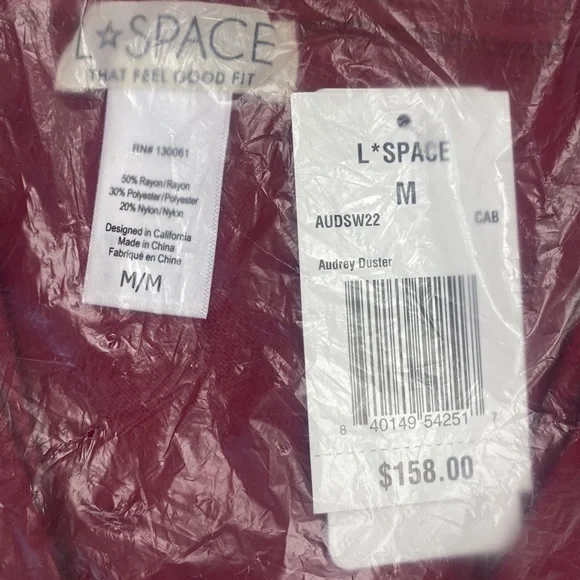 L☆SPACE
THAT FEEL GOOD FIT
RN# 130061
50% Rayon/Rayon
30% Polyester/Polyester
20% Nylon/Nylon
Designed in California
Made in China
Fabriqué en Chine
M/M
L*SPACE
M
AUDSW22 CAB
Audrey Duster
8 40149 54251 7
$158.00